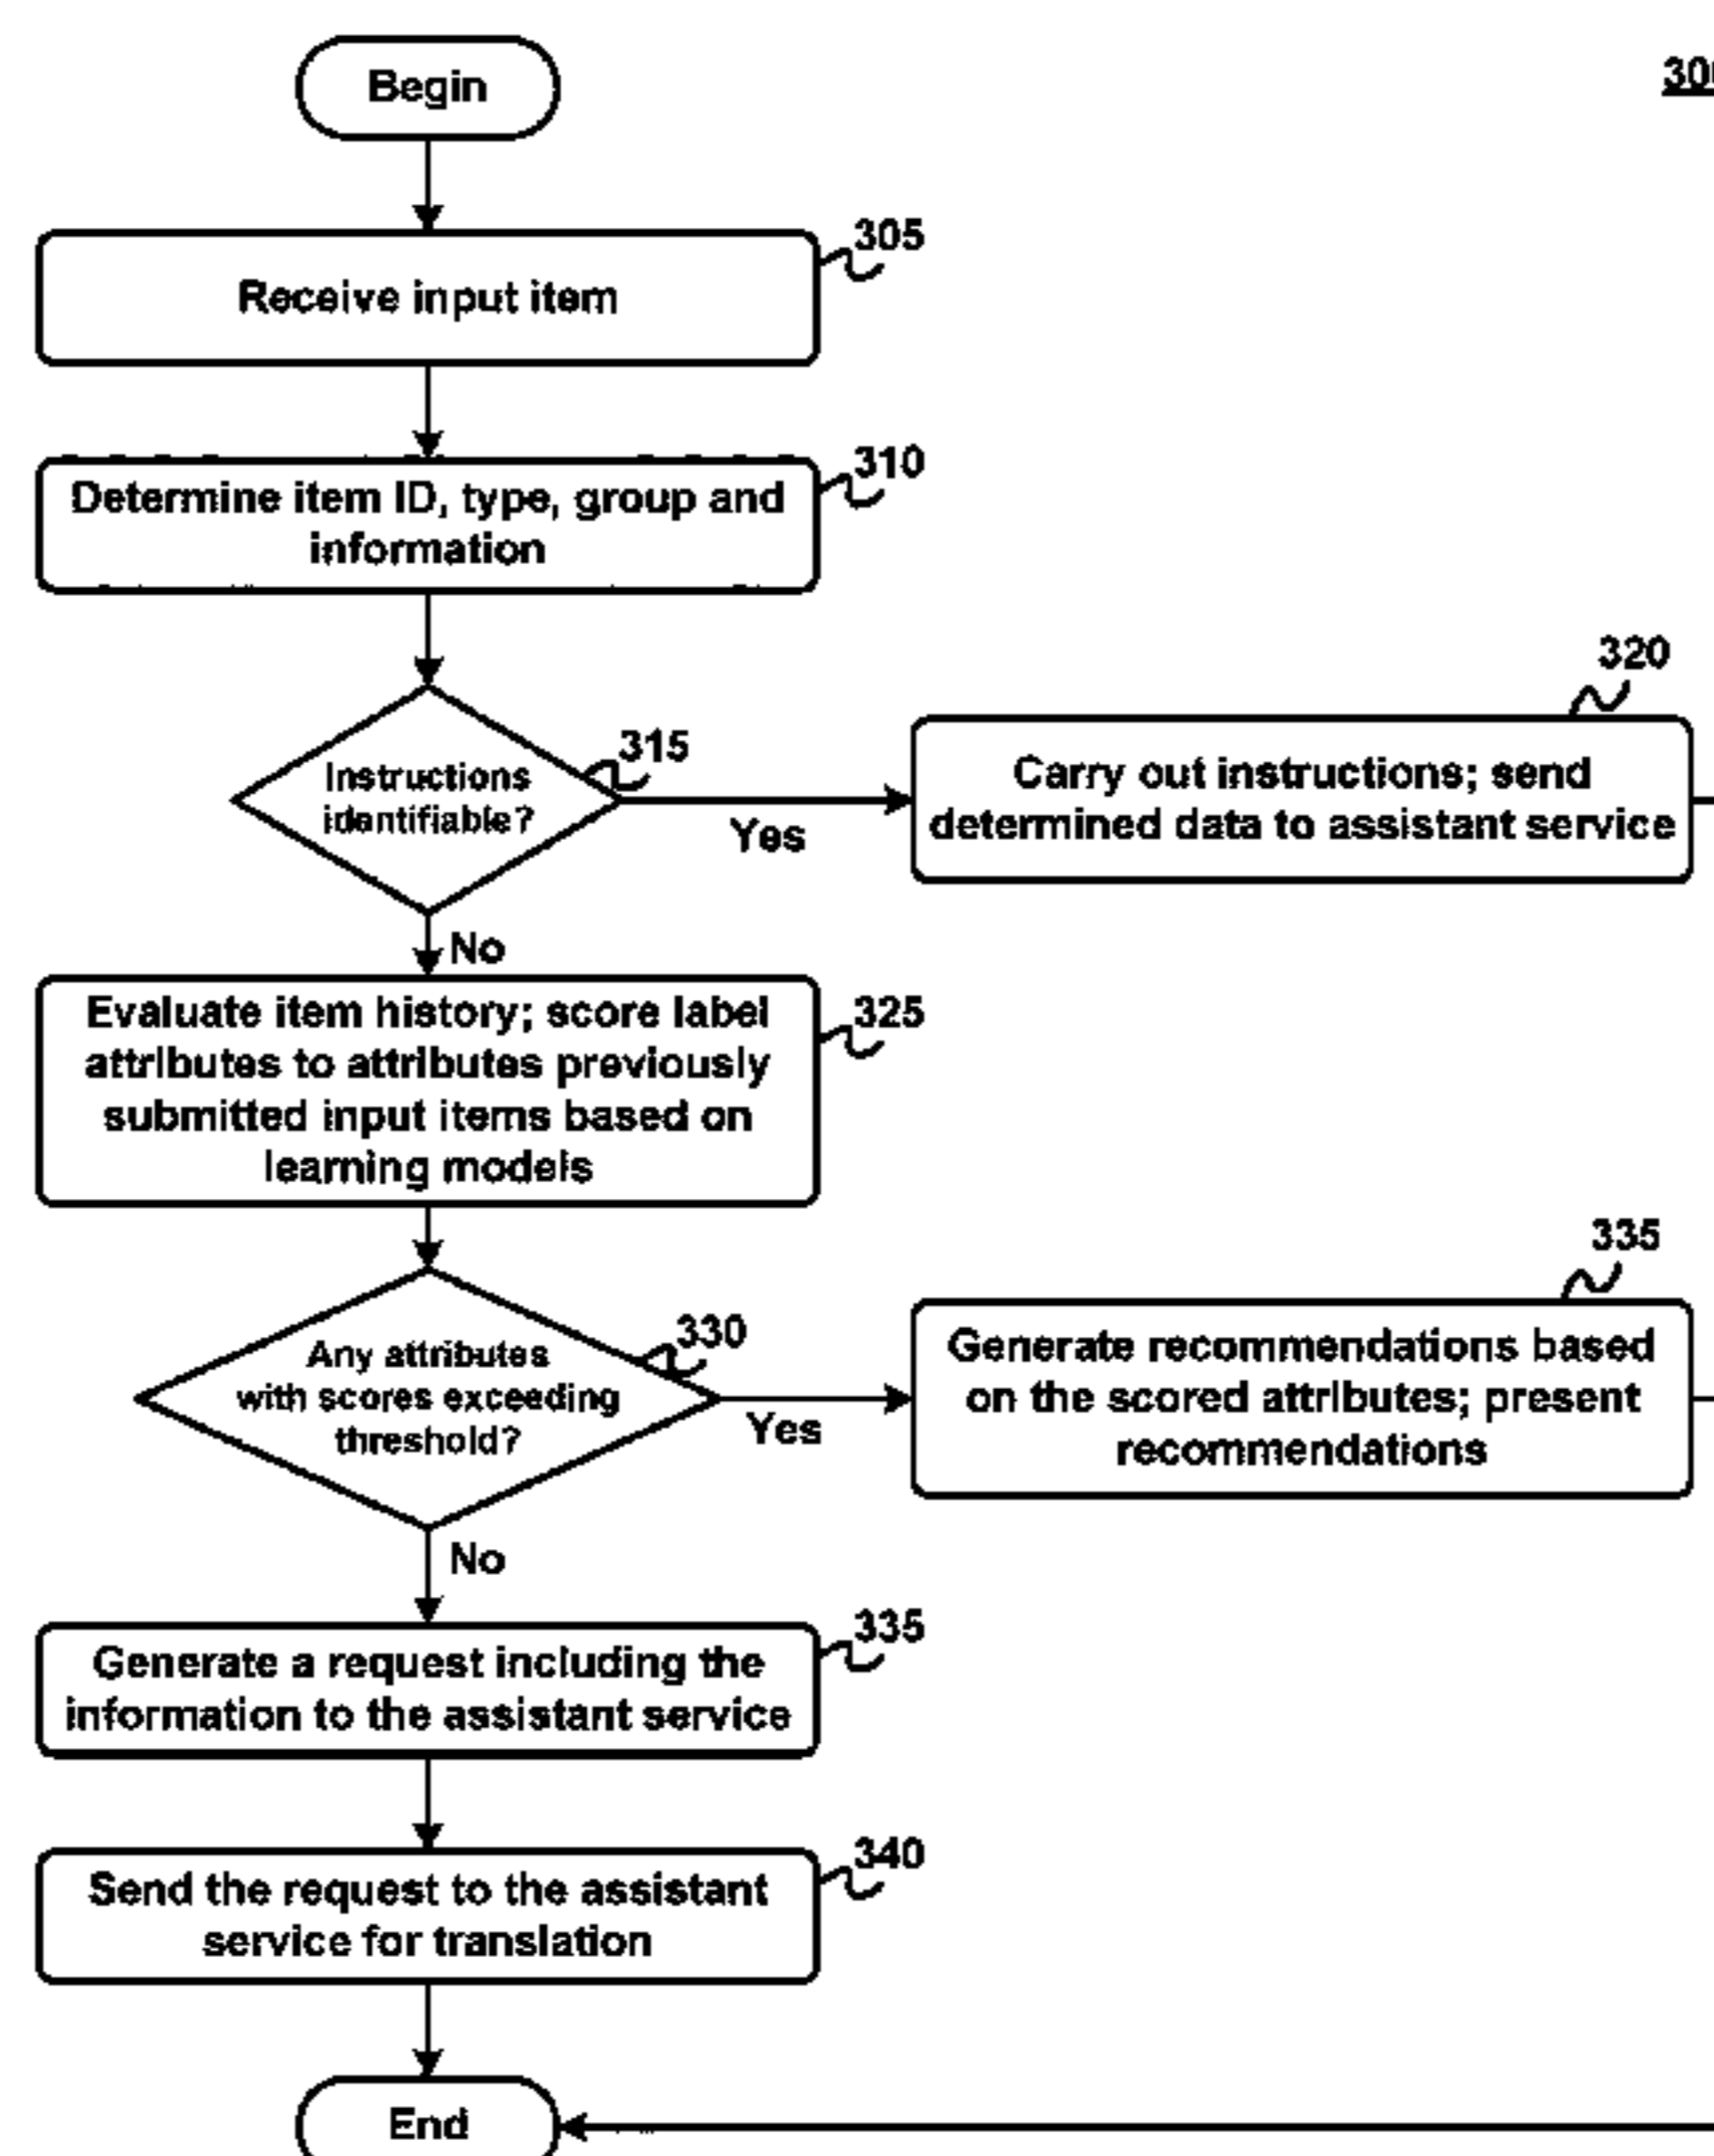 Begin
300
305
Receive input item
310
Determine item ID, type, group and
information
320
315
Instructions
identifiable?
Yes
Carry out instructions; send
determined data to assistant service
No
Evaluate item history; score label
attributes to attributes previously
submitted input items based on
learning models
325
335
330
Any attributes
with scores exceeding
threshold?
Yes
Generate recommendations based
on the scored attributes; present
recommendations
No
335
Generate a request including the
information to the assistant service
340
Send the request to the assistant
service for translation
End